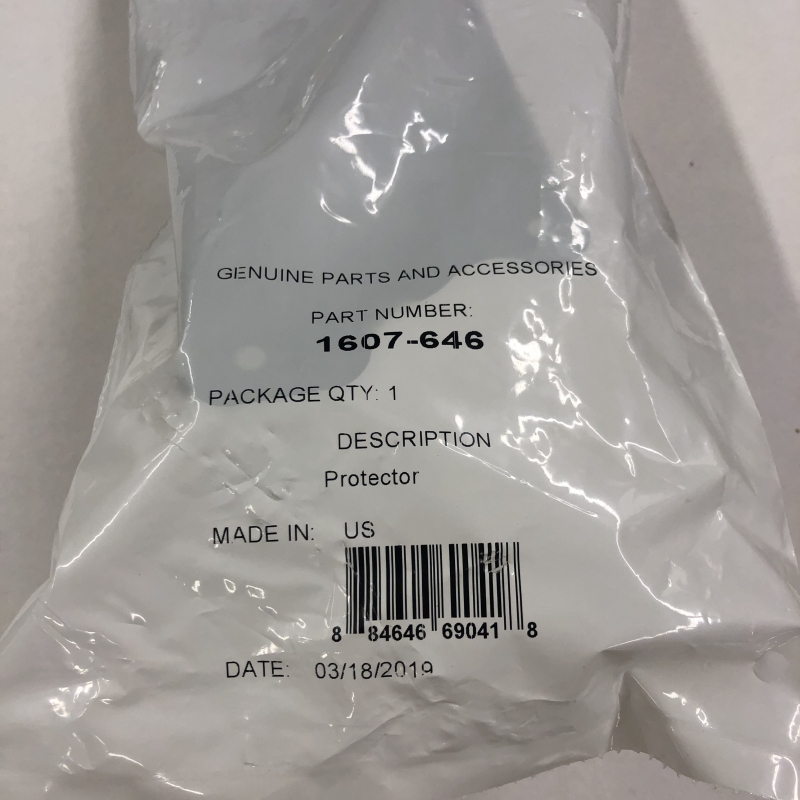 GENUINE PARTS AND ACCESSORIES
PART NUMBER:
1607-646
PACKAGE QTY: 1
DESCRIPTION
Protector
MADE IN: US
8 84646 69041 8
DATE: 03/18/2019